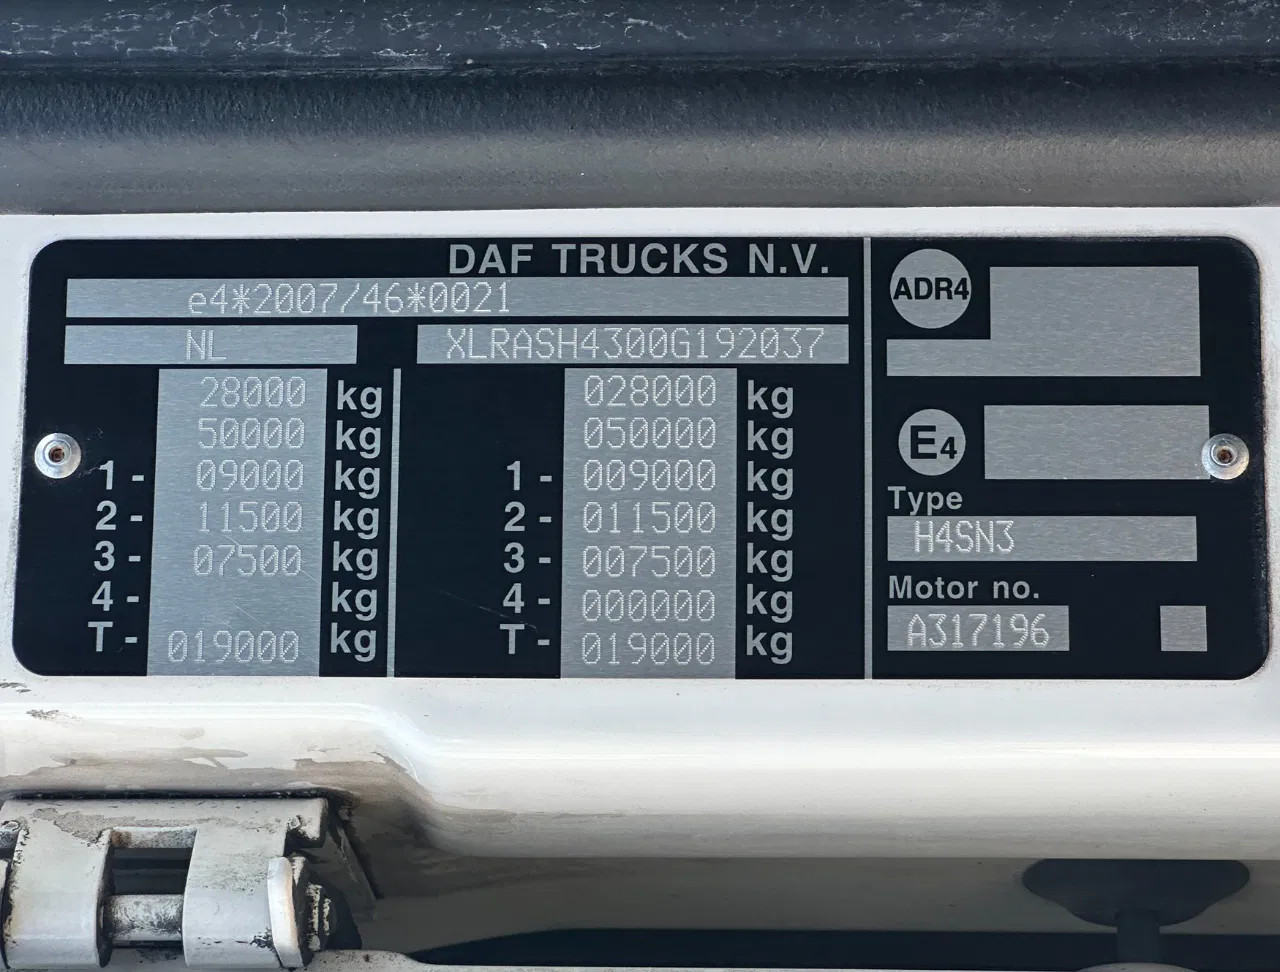 DAF TRUCKS N.V.
e4*2007/46*0021
NL XLRASH4300G192037
28000 kg 028000 kg
50000 kg 050000 kg
1 - 09000 kg 1 - 009000 kg
2 - 11500 kg 2 - 011500 kg
3 - 07500 kg 3 - 007500 kg
4 - kg 4 - 000000 kg
T - 019000 kg T - 019000 kg
ADR4
E4
Type
H4SN3
Motor no.
A317196